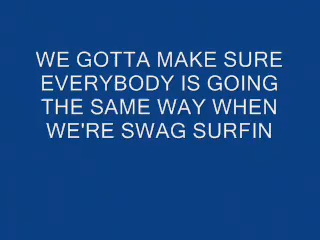 WE GOTTA MAKE SURE
EVERYBODY IS GOING
THE SAME WAY WHEN
WE'RE SWAG SURFIN